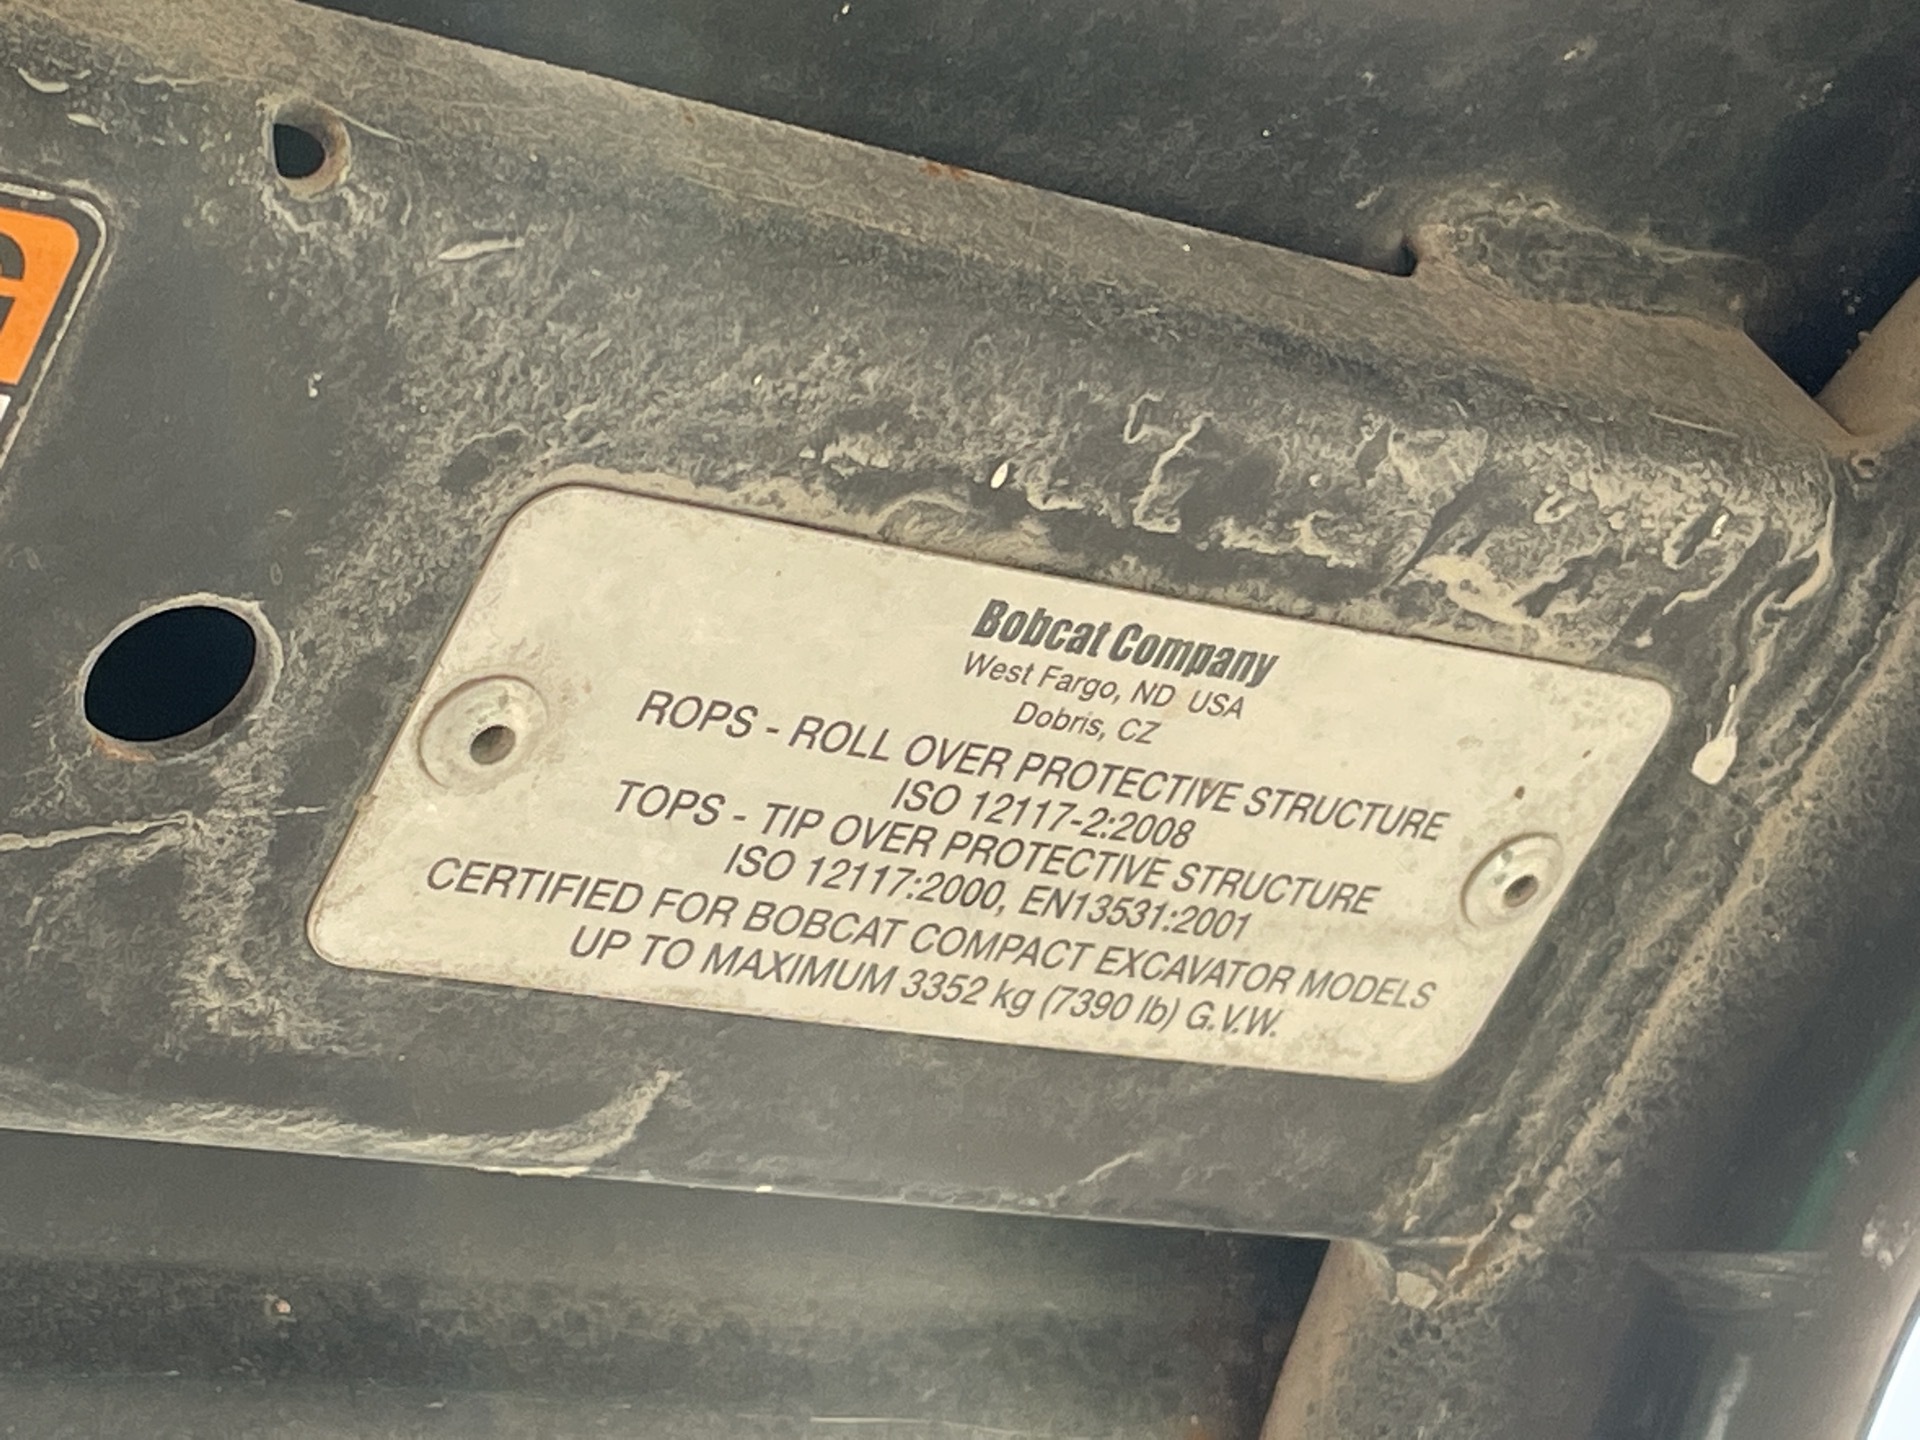 Bobcat Company
West Fargo, ND USA
Dobris, CZ
ROPS - ROLL OVER PROTECTIVE STRUCTURE
ISO 12117-2:2008
TOPS - TIP OVER PROTECTIVE STRUCTURE
ISO 12117:2000, EN13531:2001
CERTIFIED FOR BOBCAT COMPACT EXCAVATOR MODELS
UP TO MAXIMUM 3352 kg (7390 lb) G.V.W.